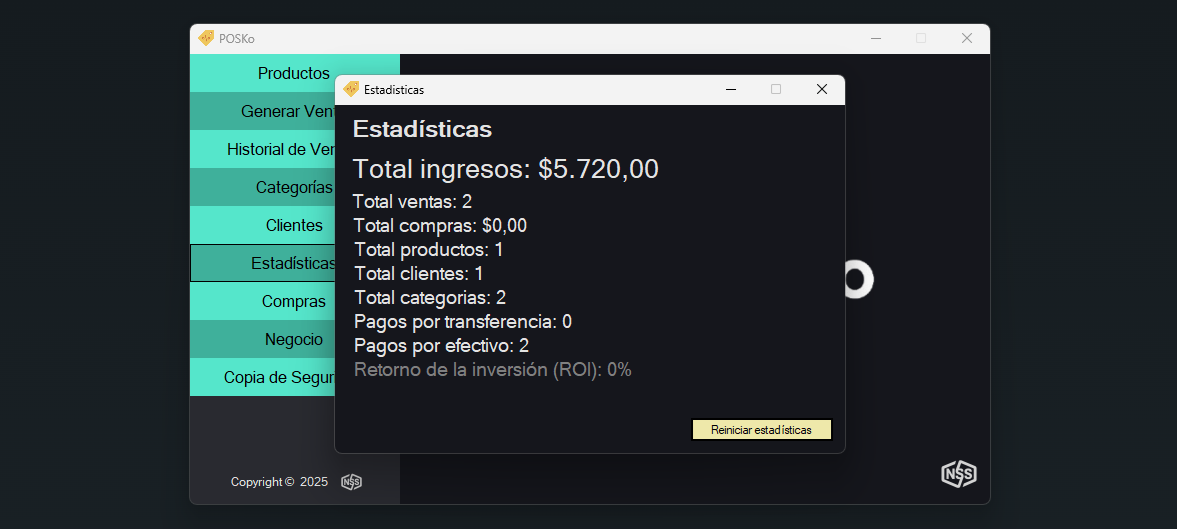 POSKo
Productos
Generar Vent
Historial de Ver
Categorías
Clientes
Estadísticas
Compras
Negocio
Copia de Segur
Copyright © 2025
NSS
Estadisticas
Estadísticas
Total ingresos: $5.720,00
Total ventas: 2
Total compras: $0,00
Total productos: 1
Total clientes: 1
Total categorias: 2
Pagos por transferencia: 0
Pagos por efectivo: 2
Retorno de la inversión (ROI): 0%
Reiniciar estadísticas
o
NSS